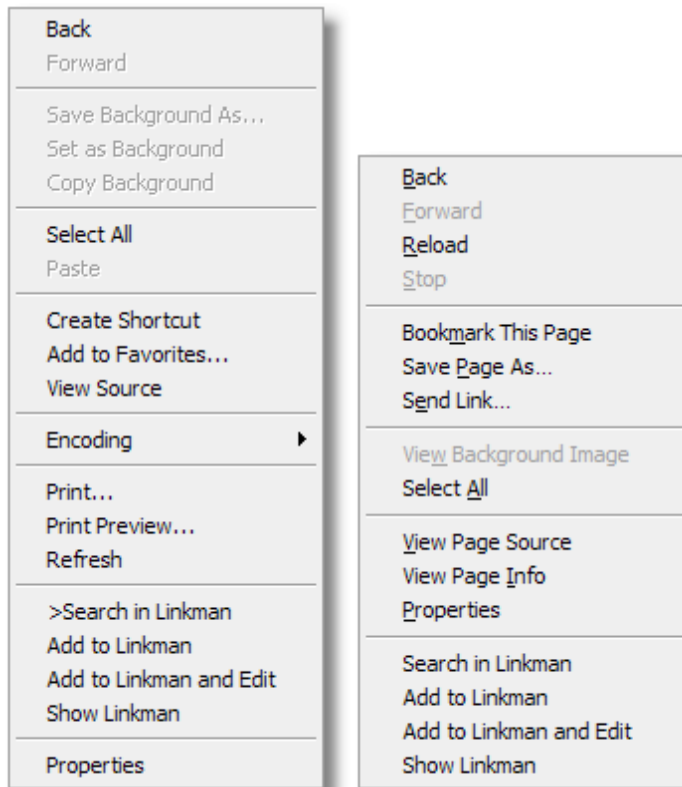 Back
Forward
Save Background As...
Set as Background
Copy Background
Select All
Paste
Create Shortcut
Add to Favorites...
View Source
Encoding
Print...
Print Preview...
Refresh
>Search in Linkman
Add to Linkman
Add to Linkman and Edit
Show Linkman
Properties
Back
Forward
Reload
Stop
Bookmark This Page
Save Page As...
Send Link...
View Background Image
Select All
View Page Source
View Page Info
Properties
Search in Linkman
Add to Linkman
Add to Linkman and Edit
Show Linkman